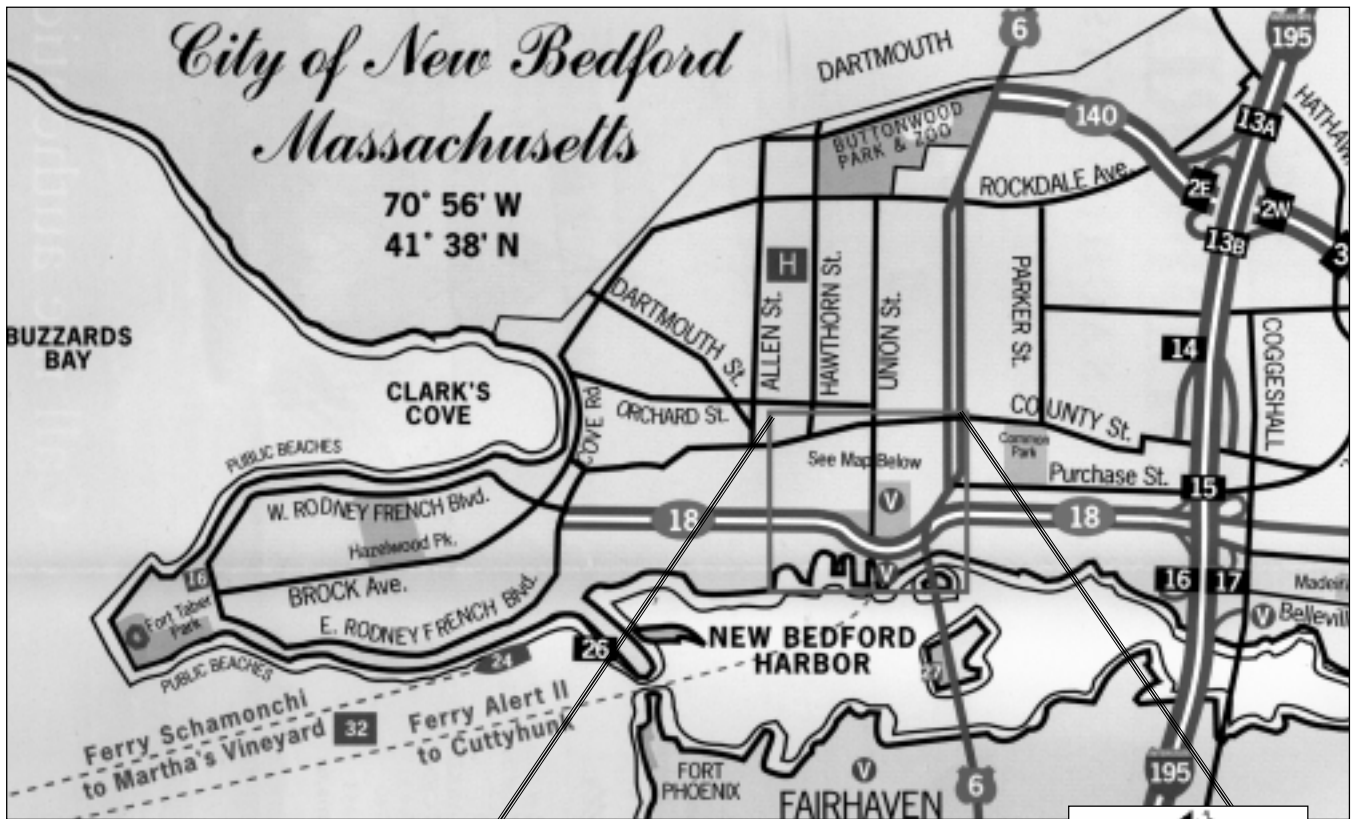 City of New Bedford
Massachusetts
70° 56' W
41° 38' N
6
195
DARTMOUTH
140
13A
BUTTONWOOD
PARK & ZOO
ROCKDALE Ave.
2E
2W
13B
3
H
ALLEN St.
HAWTHORN St.
UNION St.
PARKER St.
DARTMOUTH St.
BUZZARDS
BAY
14
COGGESHALL
CLARK'S
COVE
COVE Rd.
ORCHARD St.
COUNTY St.
Common
Park
See Map Below
Purchase St.
PUBLIC BEACHES
15
W. RODNEY FRENCH Blvd.
V
18
18
Hazelwood Pk.
BROCK Ave.
V
16
17
Madeira
16
Fort Taber
Park
E. RODNEY FRENCH Blvd.
V
Bellevill
PUBLIC BEACHES
24
26
NEW BEDFORD
HARBOR
27
Ferry Schamonchi
to Martha's Vineyard
32
Ferry Alert II
to Cuttyhunk
FORT
PHOENIX
V
FAIRHAVEN
6
195